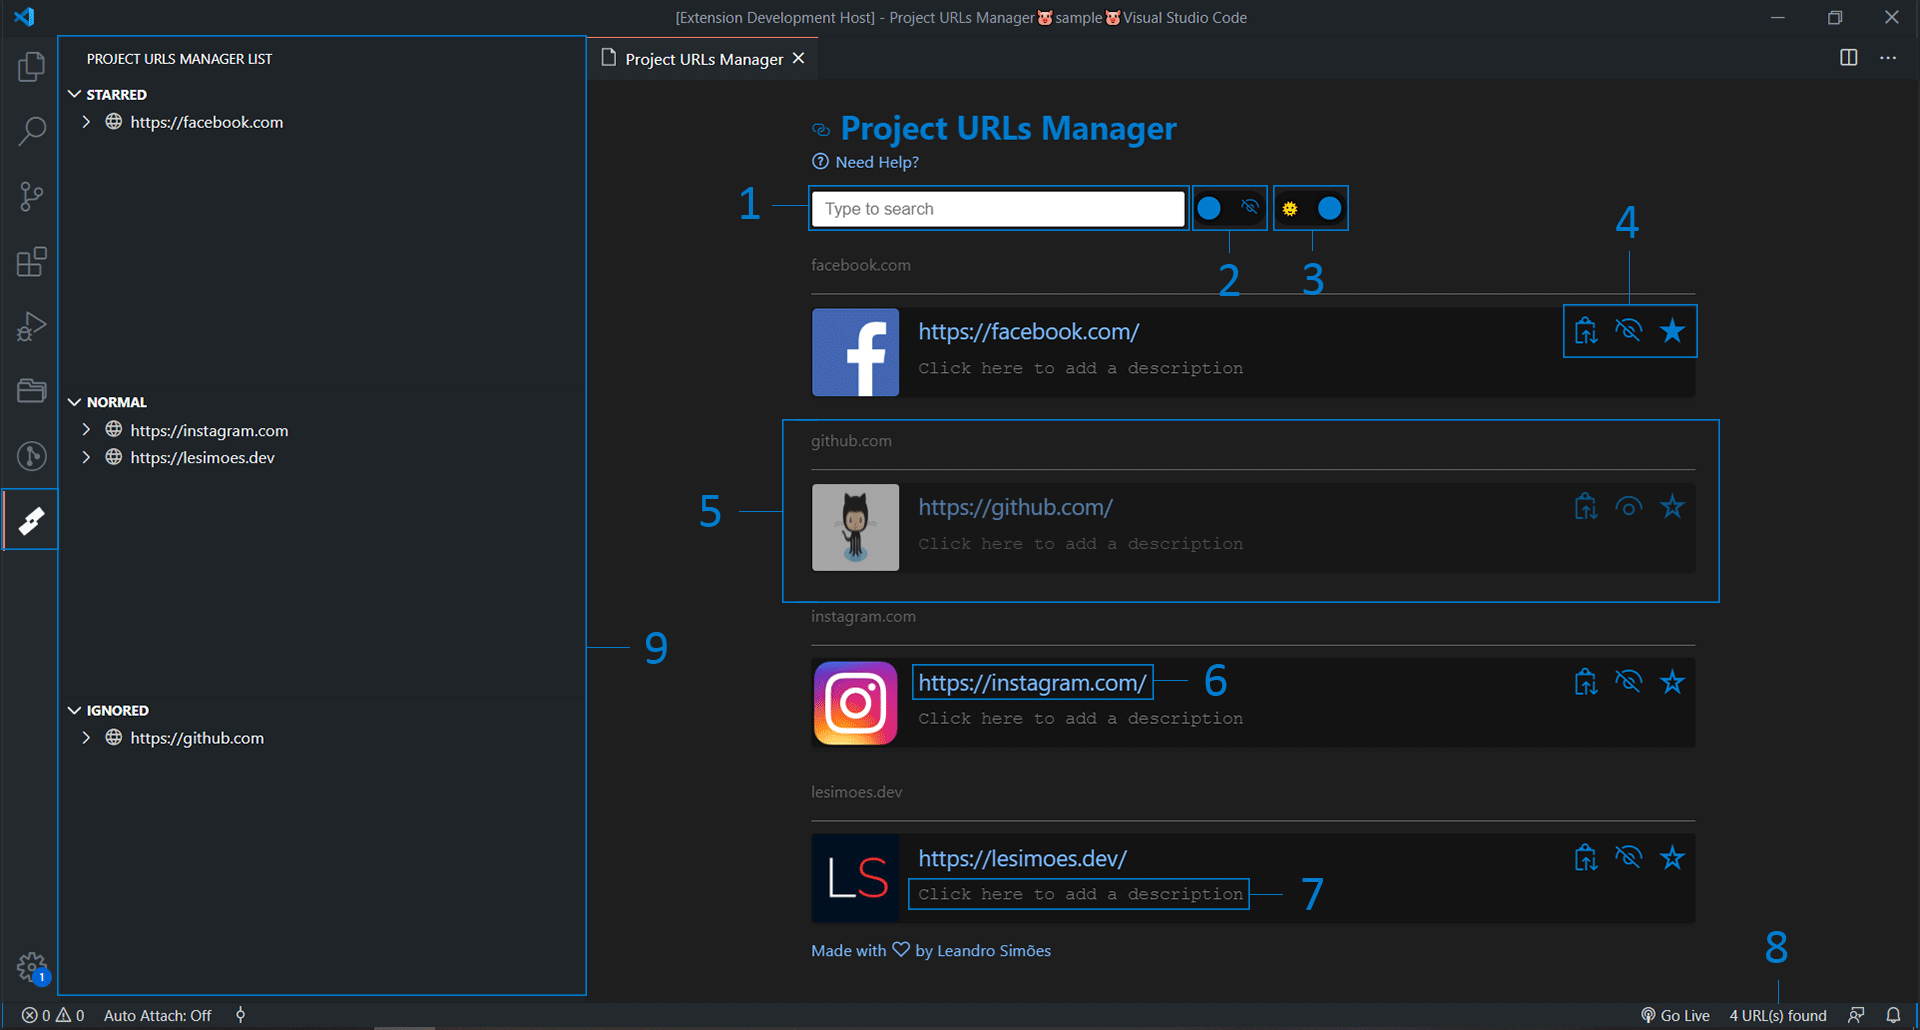 [Extension Development Host] - Project URLs Manager🐷sample🐷Visual Studio Code
PROJECT URLS MANAGER LIST
STARRED
https://facebook.com
NORMAL
https://instagram.com
https://lesimoes.dev
IGNORED
https://github.com
9
Project URLs Manager
Project URLs Manager
Need Help?
1
Type to search
2
3
4
facebook.com
https://facebook.com/
Click here to add a description
5
github.com
https://github.com/
Click here to add a description
instagram.com
https://instagram.com/
6
Click here to add a description
lesimoes.dev
LS
https://lesimoes.dev/
Click here to add a description
7
Made with ♡ by Leandro Simões
8
1
0 0 Auto Attach: Off
Go Live 4 URL(s) found